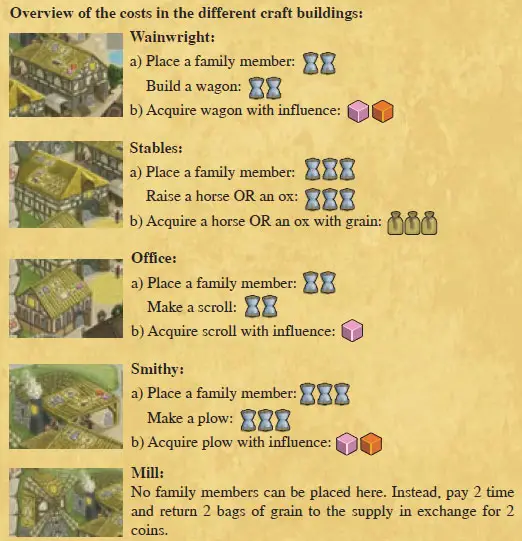 Overview of the costs in the different craft buildings:
Wainwright:
a) Place a family member:
Build a wagon:
b) Acquire wagon with influence:
Stables:
a) Place a family member:
Raise a horse OR an ox:
b) Acquire a horse OR an ox with grain:
Office:
a) Place a family member:
Make a scroll:
b) Acquire scroll with influence:
Smithy:
a) Place a family member:
Make a plow:
b) Acquire plow with influence:
Mill:
No family members can be placed here. Instead, pay 2 time
and return 2 bags of grain to the supply in exchange for 2
coins.